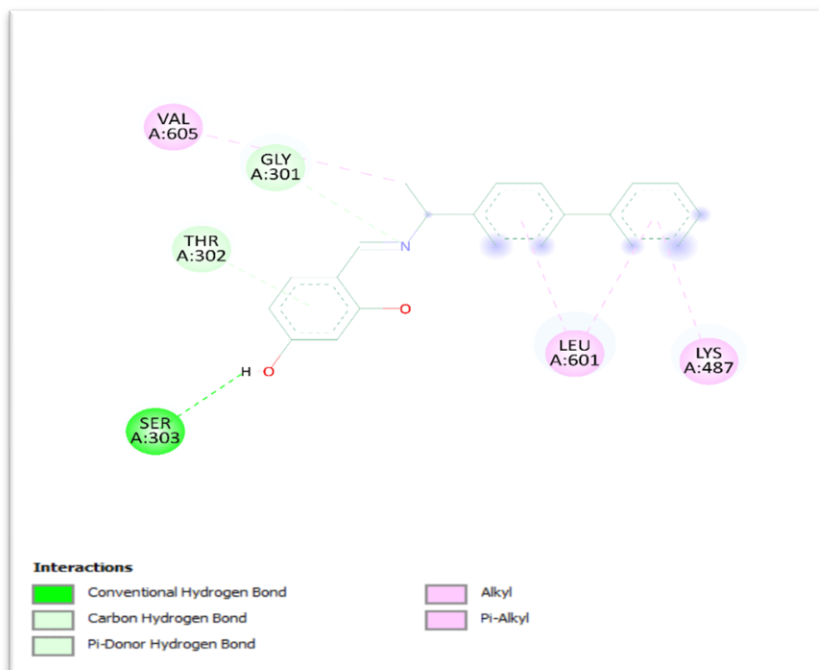 VAL
A:605
GLY
A:301
THR
A:302
N
O
H O
SER
A:303
LEU
A:601
LYS
A:487
Interactions
Conventional Hydrogen Bond
Carbon Hydrogen Bond
Pi-Donor Hydrogen Bond
Alkyl
Pi-Alkyl